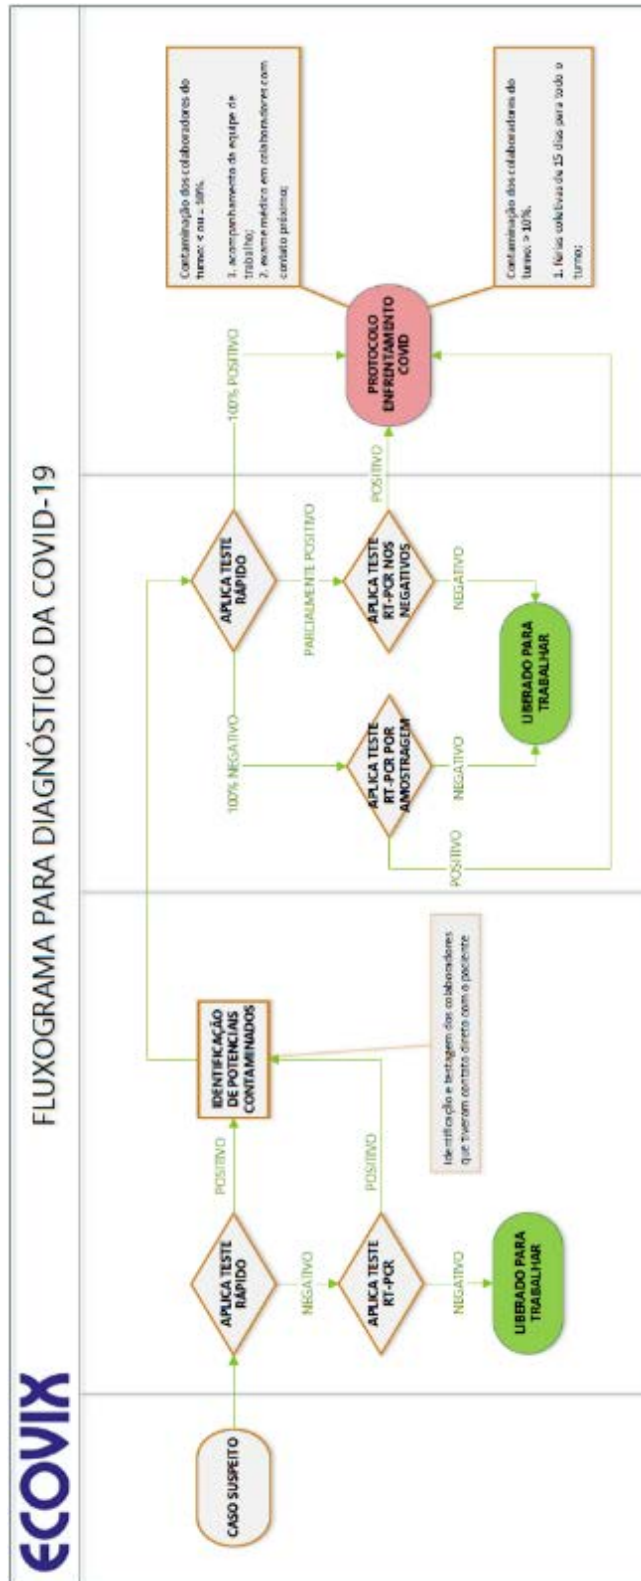 ECOVIX
FLUXOGRAMA PARA DIAGNÓSTICO DA COVID-19
CASO SUSPEITO
APLICA TESTE
RÁPIDO
POSITIVO
NEGATIVO
APLICA TESTE
RT-PCR
POSITIVO
NEGATIVO
LIBERADO PARA
TRABALHAR
IDENTIFICAÇÃO
DE POTENCIAIS
CONTAMINADOS
Identificação e testagem dos colaboradores
que tiveram contato direto com o paciente
APLICA TESTE
RÁPIDO
100% NEGATIVO
PARCIALMENTE POSITIVO
100% POSITIVO
APLICA TESTE
RT-PCR POR
AMOSTRAGEM
NEGATIVO
POSITIVO
APLICA TESTE
RT-PCR NOS
NEGATIVOS
POSITIVO
NEGATIVO
LIBERADO PARA
TRABALHAR
PROTOCOLO
ENFRENTAMENTO
COVID
Contaminação dos colaboradores do
turno: < ou = 10%.
1. acompanhamento da equipe de
trabalho;
2. exame médico em colaboradores com
contato próximo;
Contaminação dos colaboradores do
turno: > 10%.
1. férias coletivas de 15 dias para todo o
turno;